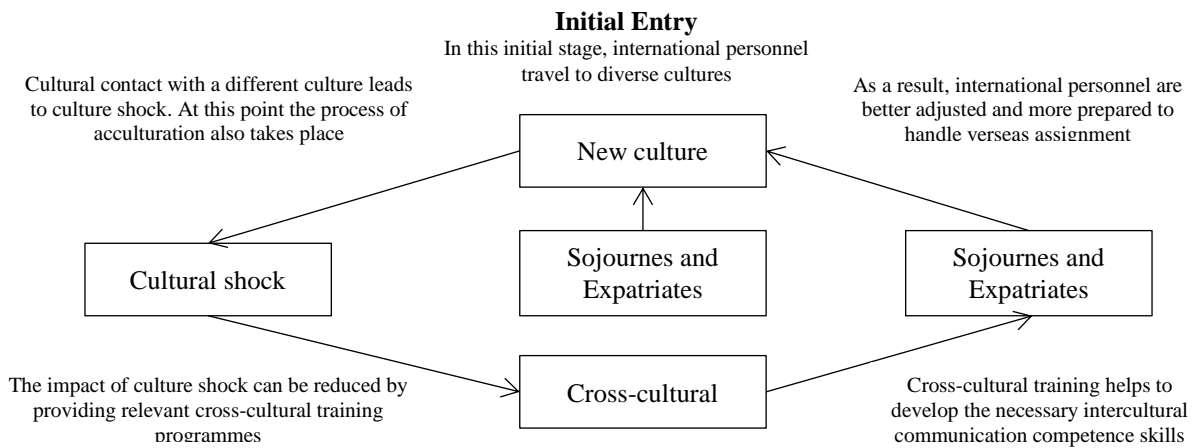 Initial Entry
In this initial stage, international personnel
travel to diverse cultures
Cultural contact with a different culture leads
to culture shock. At this point the process of
acculturation also takes place
As a result, international personnel are
better adjusted and more prepared to
handle verseas assignment
New culture
Cultural shock
Sojournes and
Expatriates
Sojournes and
Expatriates
Cross-cultural
The impact of culture shock can be reduced by
providing relevant cross-cultural training
programmes
Cross-cultural training helps to
develop the necessary intercultural
communication competence skills